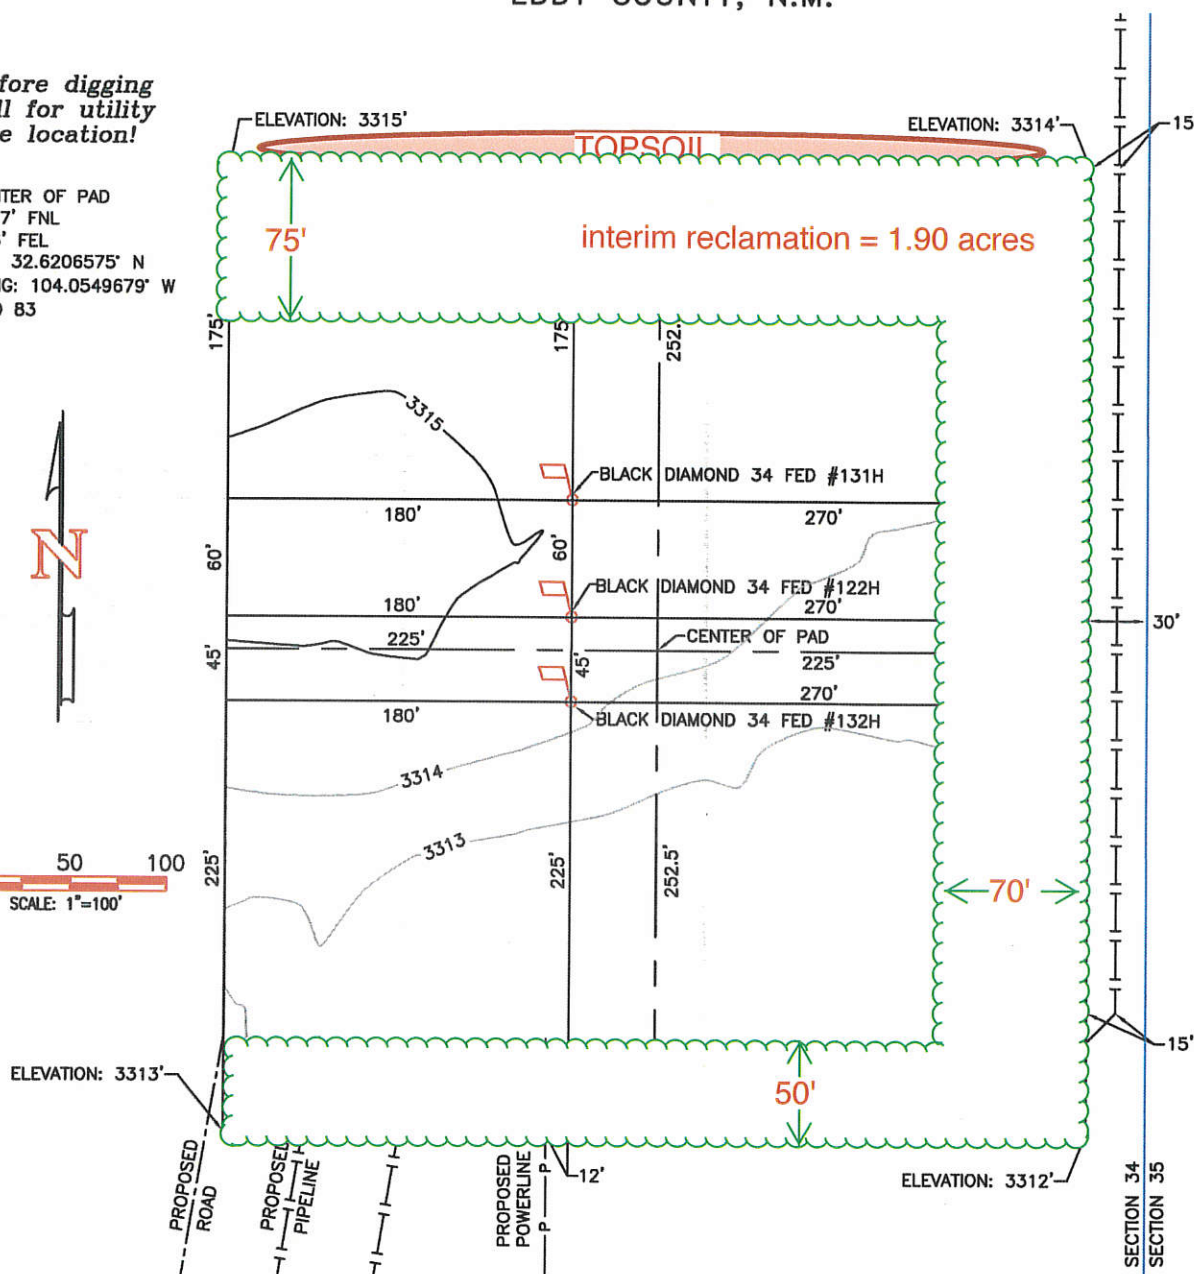 EDDY COUNTY, N.M.
fore digging
ll for utility
e location!
TER OF PAD
7' FNL
' FEL
32.6206575° N
G: 104.0549679° W
83
ELEVATION: 3315'
TOPSOIL
ELEVATION: 3314'
15
75'
interim reclamation = 1.90 acres
175'
175
252.
3315
BLACK DIAMOND 34 FED #131H
180'
270'
N
60'
60'
BLACK DIAMOND 34 FED #122H
180'
270'
30'
225'
CENTER OF PAD
45'
45'
225'
270'
180'
BLACK DIAMOND 34 FED #132H
3314
3313
50 100
SCALE: 1"=100'
225'
225'
252.5'
70'
15'
ELEVATION: 3313'
50'
PROPOSED ROAD
PROPOSED PIPELINE
PROPOSED POWERLINE
P
P
12'
ELEVATION: 3312'
SECTION 34
SECTION 35